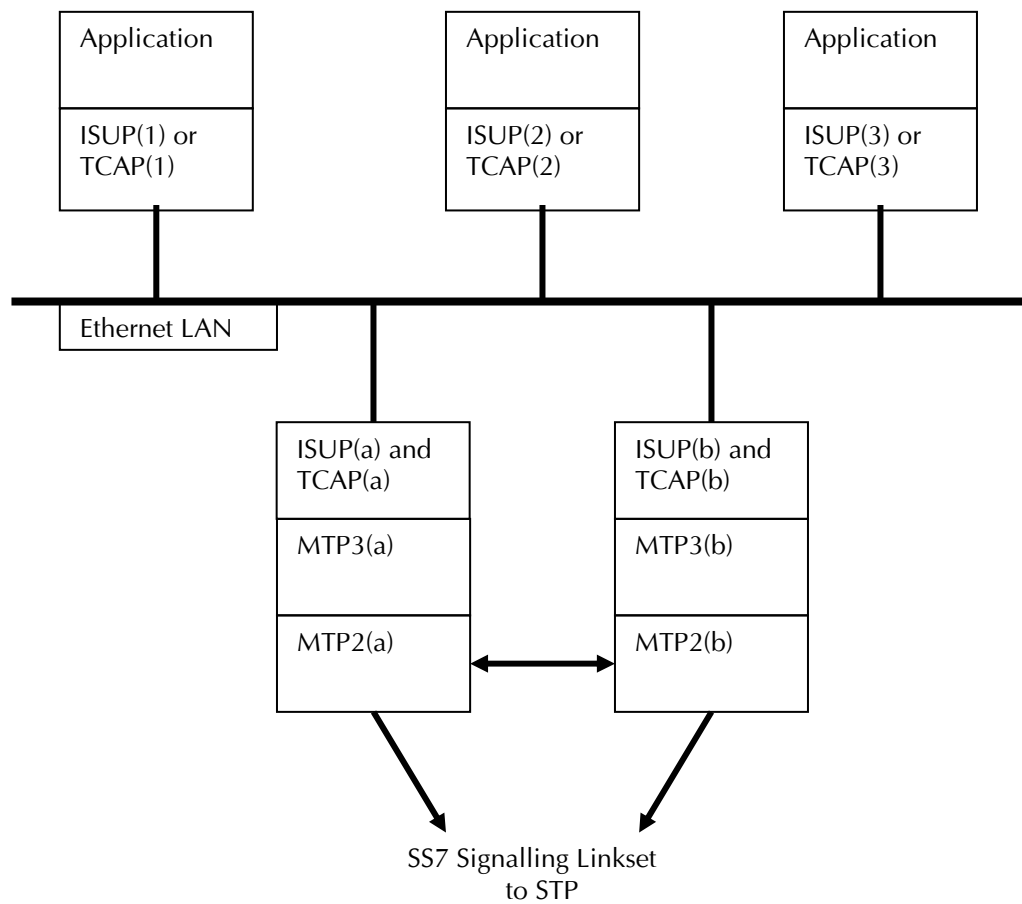 Application
ISUP(1) or
TCAP(1)
Application
ISUP(2) or
TCAP(2)
Application
ISUP(3) or
TCAP(3)
Ethernet LAN
ISUP(a) and
TCAP(a)
MTP3(a)
MTP2(a)
ISUP(b) and
TCAP(b)
MTP3(b)
MTP2(b)
SS7 Signalling Linkset
to STP